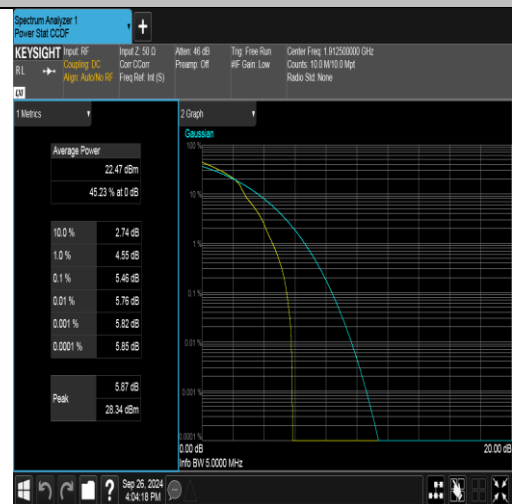 Spectrum Analyzer 1
Power Stat CCDF
+
KEYSIGHT
RL
Input: RF
Coupling: DC
Align: Auto/No RF
Input Z: 50 Ω
Corr CCorr
Freq Ref: Int (S)
Atten: 46 dB
Preamp: Off
Trig: Free Run
#IF Gain: Low
Center Freq: 1.912500000 GHz
Counts: 10.0 M/10.0 Mpt
Radio Std: None
1 Metrics
Average Power
22.47 dBm
45.23 % at 0 dB
10.0 % 2.74 dB
1.0 % 4.55 dB
0.1 % 5.46 dB
0.01 % 5.76 dB
0.001 % 5.82 dB
0.0001 % 5.85 dB
Peak
5.87 dB
28.34 dBm
2 Graph
Gaussian
100 %
10 %
1 %
0.1 %
0.01 %
0.001 %
0.0001 %
0.00 dB
20.00 dB
Info BW 5.0000 MHz
?
Sep 26, 2024
4:04:18 PM